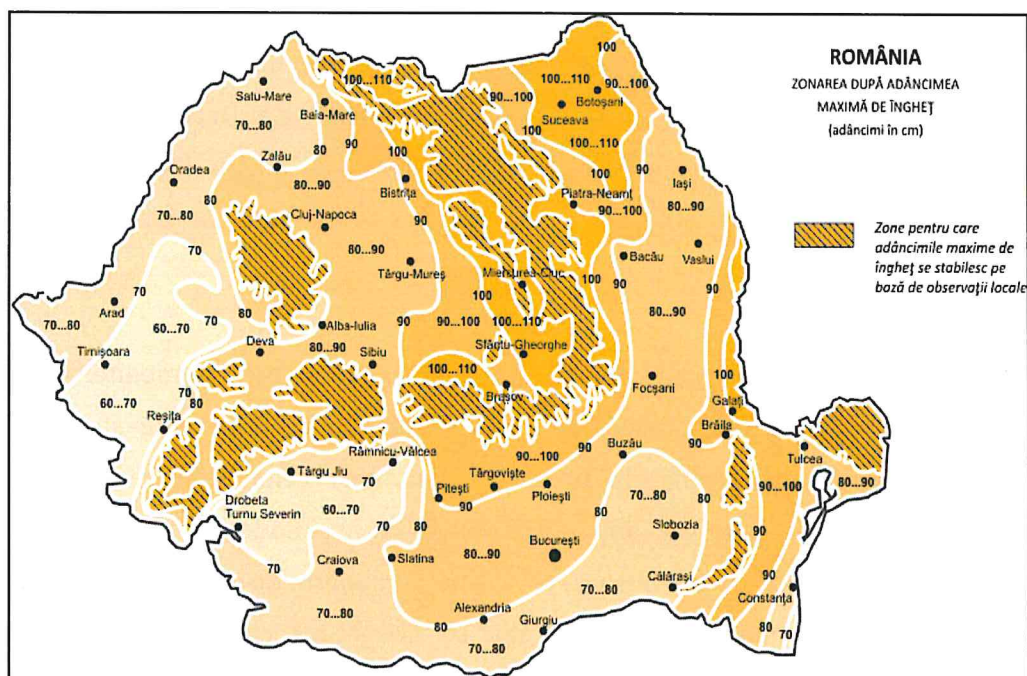 ROMÂNIA
ZONAREA DUPĂ ADÂNCIMEA
MAXIMĂ DE ÎNGHEȚ
(adâncimi în cm)
Zone pentru care
adâncimile maxime de
îngheț se stabilesc pe
bază de observații locale
100
100...110
100...110
90...100
90...100
Satu-Mare
Botoșani
Baia-Mare
Suceava
70...80
90
100
100...110
80
90
Zalău
100
100
Iași
Oradea
80...90
Bistrița
Piatra-Neamț
80...90
70...80
80
90...100
Cluj-Napoca
90
70
80...90
Bacău
Vaslui
Târgu-Mureș
Miercurea-Ciuc
100
90
90
70
100
70...80
Arad
60...70
70
80
Alba-Iulia
90
90...100
100...110
80...90
Timișoara
Deva
80...90
Sibiu
Sfântu-Gheorghe
100...110
Focșani
100
60...70
70
80
Brașov
Galați
Reșița
Brăila
90
90
Buzău
Râmnicu-Vâlcea
90...100
Tulcea
Târgu Jiu
70
Târgoviște
Pitești
Ploiești
90
70...80
80
90...100
80...90
60...70
Drobeta
Turnu Severin
70
80
80
Slobozia
90
București
Craiova
Slatina
80...90
70
70...80
Călărași
90
Constanța
70...80
Alexandria
80
Giurgiu
80
70
70...80